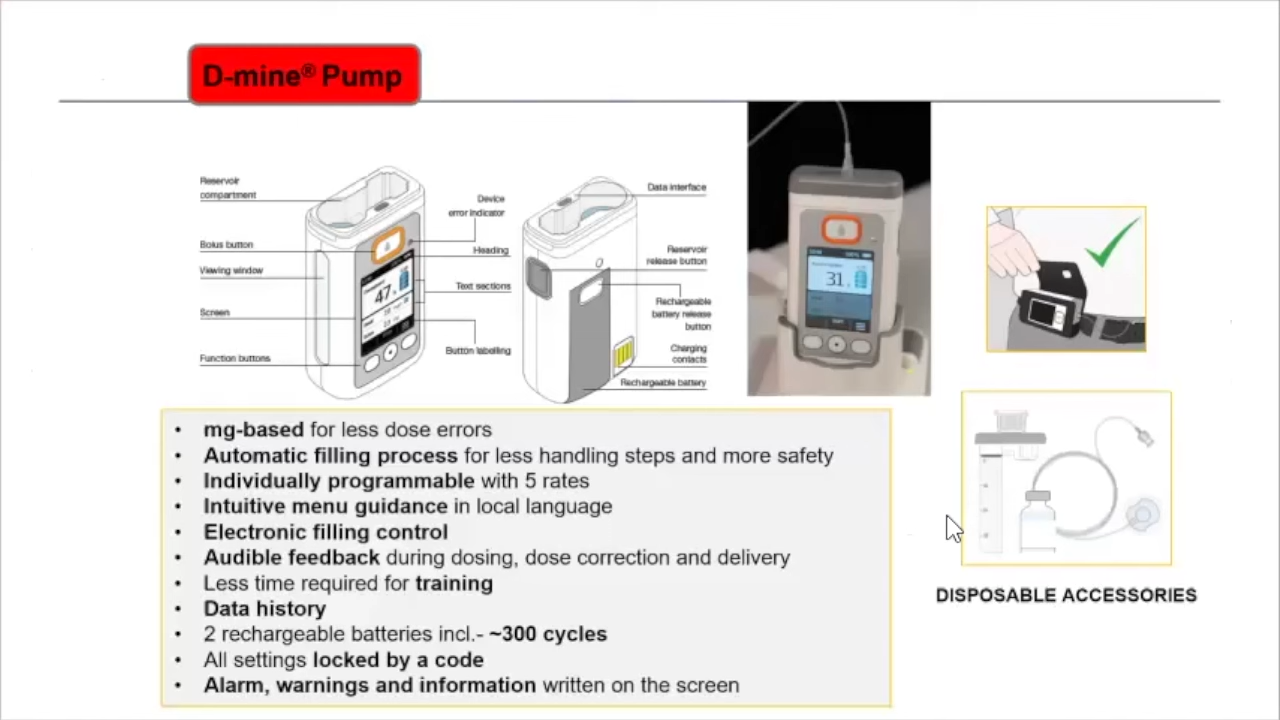 D-mine® Pump
Reservoir
compartment
Bolus button
Viewing window
Screen
Function buttons
Device
error indicator
Heading
Text sections
Button labelling
47.
Data interface
Reservoir
release button
Rechargeable
battery release
button
Charging
contacts
Rechargeable battery
31.
• mg-based for less dose errors
• Automatic filling process for less handling steps and more safety
• Individually programmable with 5 rates
• Intuitive menu guidance in local language
• Electronic filling control
• Audible feedback during dosing, dose correction and delivery
• Less time required for training
• Data history
• 2 rechargeable batteries incl.- ~300 cycles
• All settings locked by a code
• Alarm, warnings and information written on the screen
DISPOSABLE ACCESSORIES